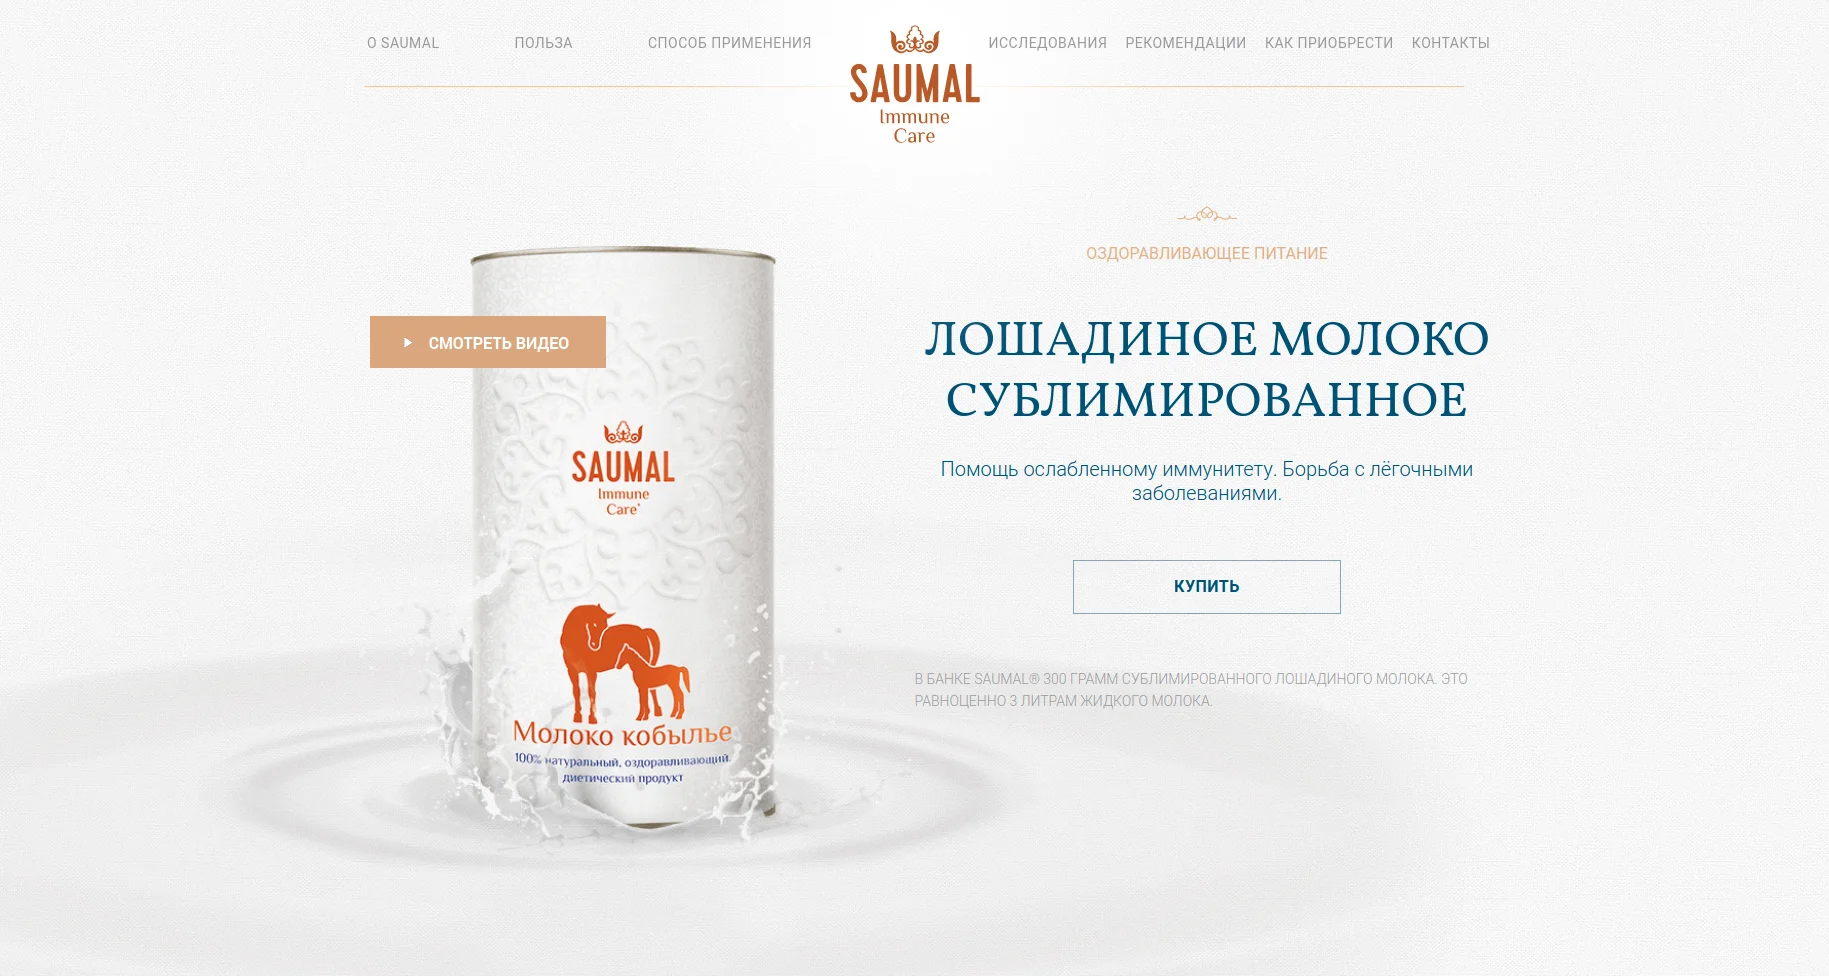 О SAUMAL
ПОЛЬЗА
СПОСОБ ПРИМЕНЕНИЯ
SAUMAL
Immune
Care
ИССЛЕДОВАНИЯ
РЕКОМЕНДАЦИИ
КАК ПРИОБРЕСТИ
КОНТАКТЫ
СМОТРЕТЬ ВИДЕО
SAUMAL
Immune
Care*
Молоко кобылье
100% натуральный, оздоравливающий,
диетический продукт
ОЗДОРАВЛИВАЮЩЕЕ ПИТАНИЕ
ЛОШАДИНОЕ МОЛОКО
СУБЛИМИРОВАННОЕ
Помощь ослабленному иммунитету. Борьба с лёгочными
заболеваниями.
КУПИТЬ
В БАНКЕ SAUMAL® 300 ГРАММ СУБЛИМИРОВАННОГО ЛОШАДИНОГО МОЛОКА. ЭТО
РАВНОЦЕННО 3 ЛИТРАМ ЖИДКОГО МОЛОКА.